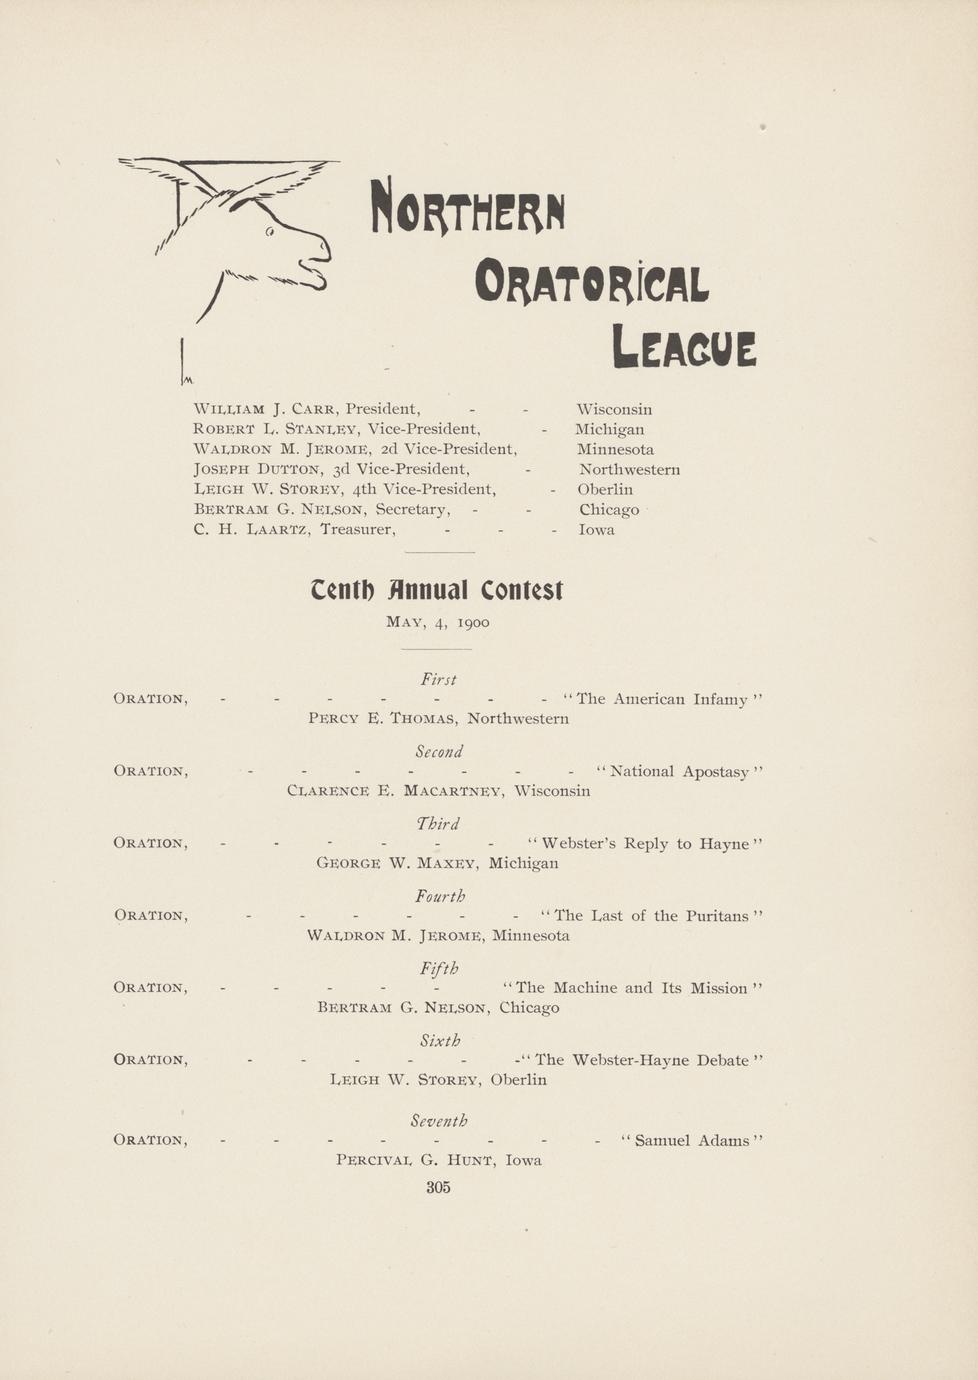 NORTHERN
ORATORICAL
LEAGUE
M
WILLIAM J. CARR, President, - - Wisconsin
ROBERT L. STANLEY, Vice-President, - Michigan
WALDRON M. JEROME, 2d Vice-President, Minnesota
JOSEPH DUTTON, 3d Vice-President, - Northwestern
LEIGH W. STOREY, 4th Vice-President, - Oberlin
BERTRAM G. NELSON, Secretary, - - Chicago
C. H. LAARTZ, Treasurer, - - - Iowa
Tenth Annual Contest
MAY, 4, 1900
First
ORATION, - - - - - - - "The American Infamy"
PERCY E. THOMAS, Northwestern
Second
ORATION, - - - - - - - "National Apostasy"
CLARENCE E. MACARTNEY, Wisconsin
Third
ORATION, - - - - - - "Webster's Reply to Hayne"
GEORGE W. MAXEY, Michigan
Fourth
ORATION, - - - - - - "The Last of the Puritans"
WALDRON M. JEROME, Minnesota
Fifth
ORATION, - - - - - "The Machine and Its Mission"
BERTRAM G. NELSON, Chicago
Sixth
ORATION, - - - - - -"The Webster-Hayne Debate"
LEIGH W. STOREY, Oberlin
Seventh
ORATION, - - - - - - - - "Samuel Adams"
PERCIVAL G. HUNT, Iowa
305